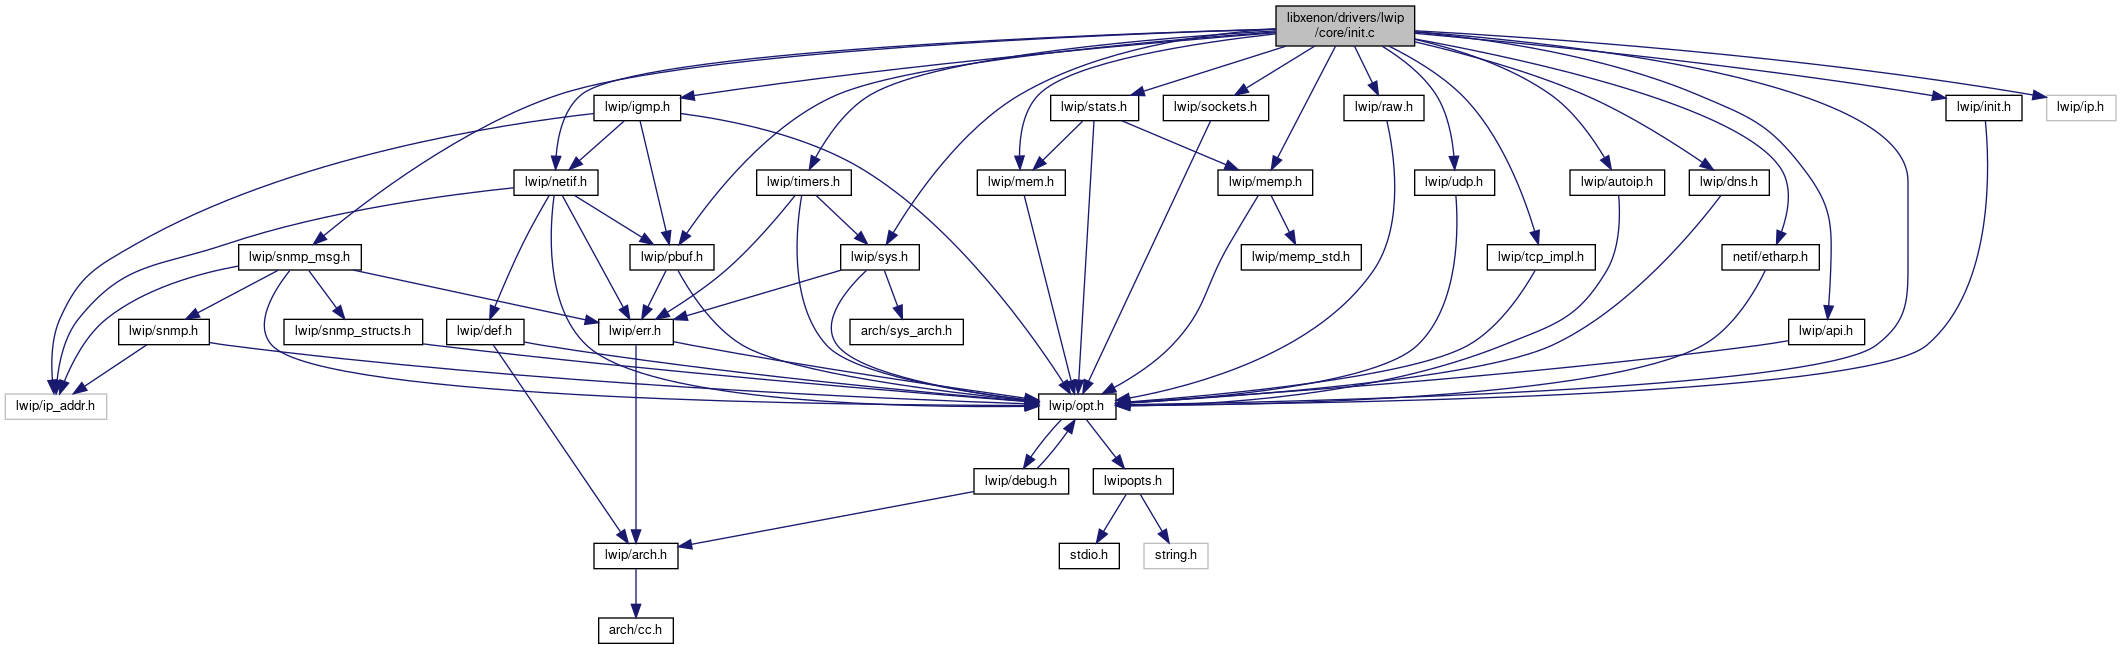 libxenon/drivers/lwip
/core/init.c
lwip/igmp.h
lwip/stats.h
lwip/sockets.h
lwip/raw.h
lwip/init.h
lwip/ip.h
lwip/netif.h
lwip/timers.h
lwip/mem.h
lwip/memp.h
lwip/udp.h
lwip/autoip.h
lwip/dns.h
lwip/snmp_msg.h
lwip/pbuf.h
lwip/sys.h
lwip/memp_std.h
lwip/tcp_impl.h
netif/etharp.h
lwip/snmp.h
lwip/snmp_structs.h
lwip/def.h
lwip/err.h
arch/sys_arch.h
lwip/api.h
lwip/ip_addr.h
lwip/opt.h
lwip/debug.h
lwipopts.h
lwip/arch.h
stdio.h
string.h
arch/cc.h